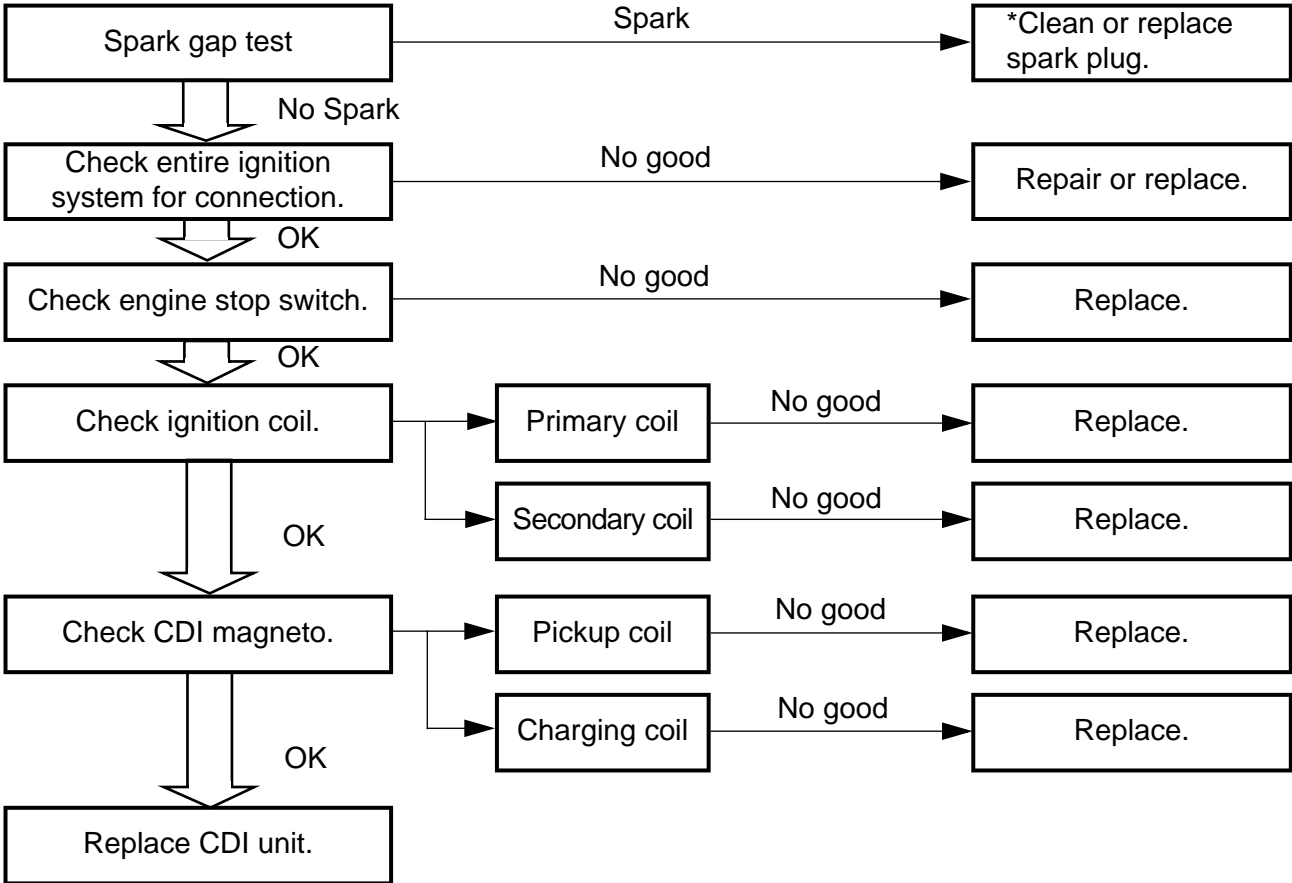 Spark gap test
Spark
*Clean or replace
spark plug.
No Spark
Check entire ignition
system for connection.
No good
Repair or replace.
OK
Check engine stop switch.
No good
Replace.
OK
Check ignition coil.
Primary coil
No good
Replace.
Secondary coil
No good
Replace.
OK
Check CDI magneto.
Pickup coil
No good
Replace.
Charging coil
No good
Replace.
OK
Replace CDI unit.